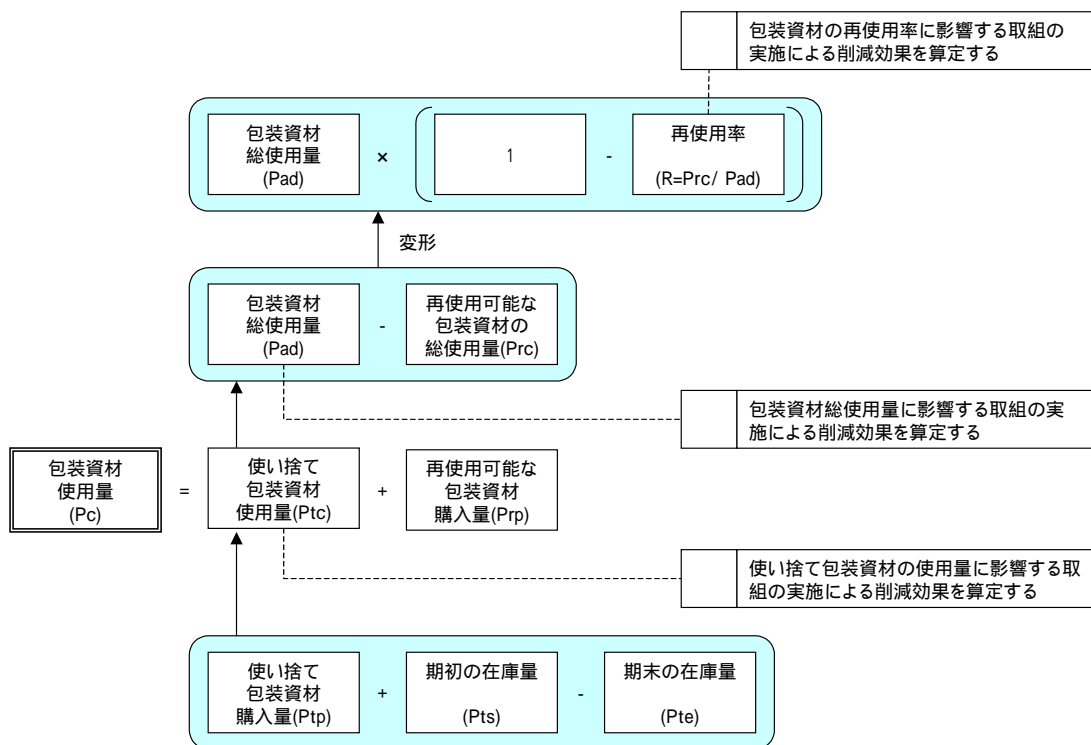 包装資材の再使用率に影響する取組の
実施による削減効果を算定する
包装資材
総使用量
(Pad)
×
1
-
再使用率
(R=Prc/ Pad)
変形
包装資材
総使用量
(Pad)
-
再使用可能な
包装資材の
総使用量(Prc)
包装資材総使用量に影響する取組の実
施による削減効果を算定する
包装資材
使用量
(Pc)
=
使い捨て
包装資材
使用量(Ptc)
+
再使用可能な
包装資材
購入量(Prp)
使い捨て包装資材の使用量に影響する取
組の実施による削減効果を算定する
使い捨て
包装資材
購入量(Ptp)
+
期初の在庫量
(Pts)
-
期末の在庫量
(Pte)